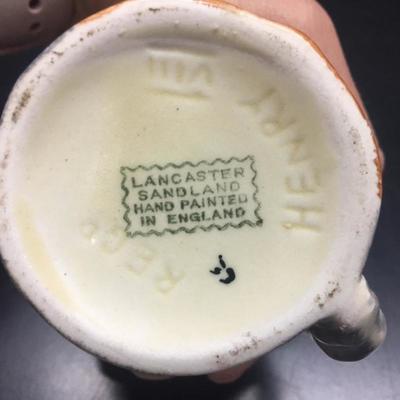 HENRY
VIII
LANCASTER
SANDLAND
HAND PAINTED
IN ENGLAND
REGD